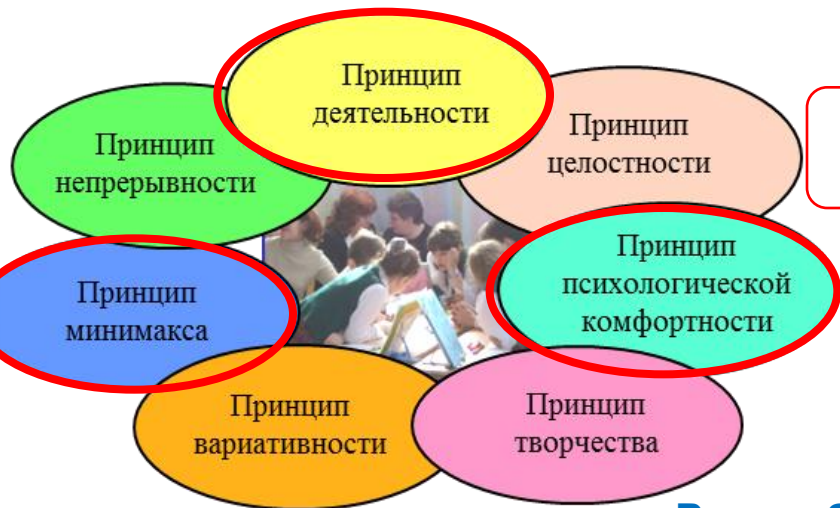 Принцип
деятельности
Принцип
целостности
Принцип
непрерывности
Принцип
психологической
комфортности
Принцип
минимакса
Принцип
вариативности
Принцип
творчества